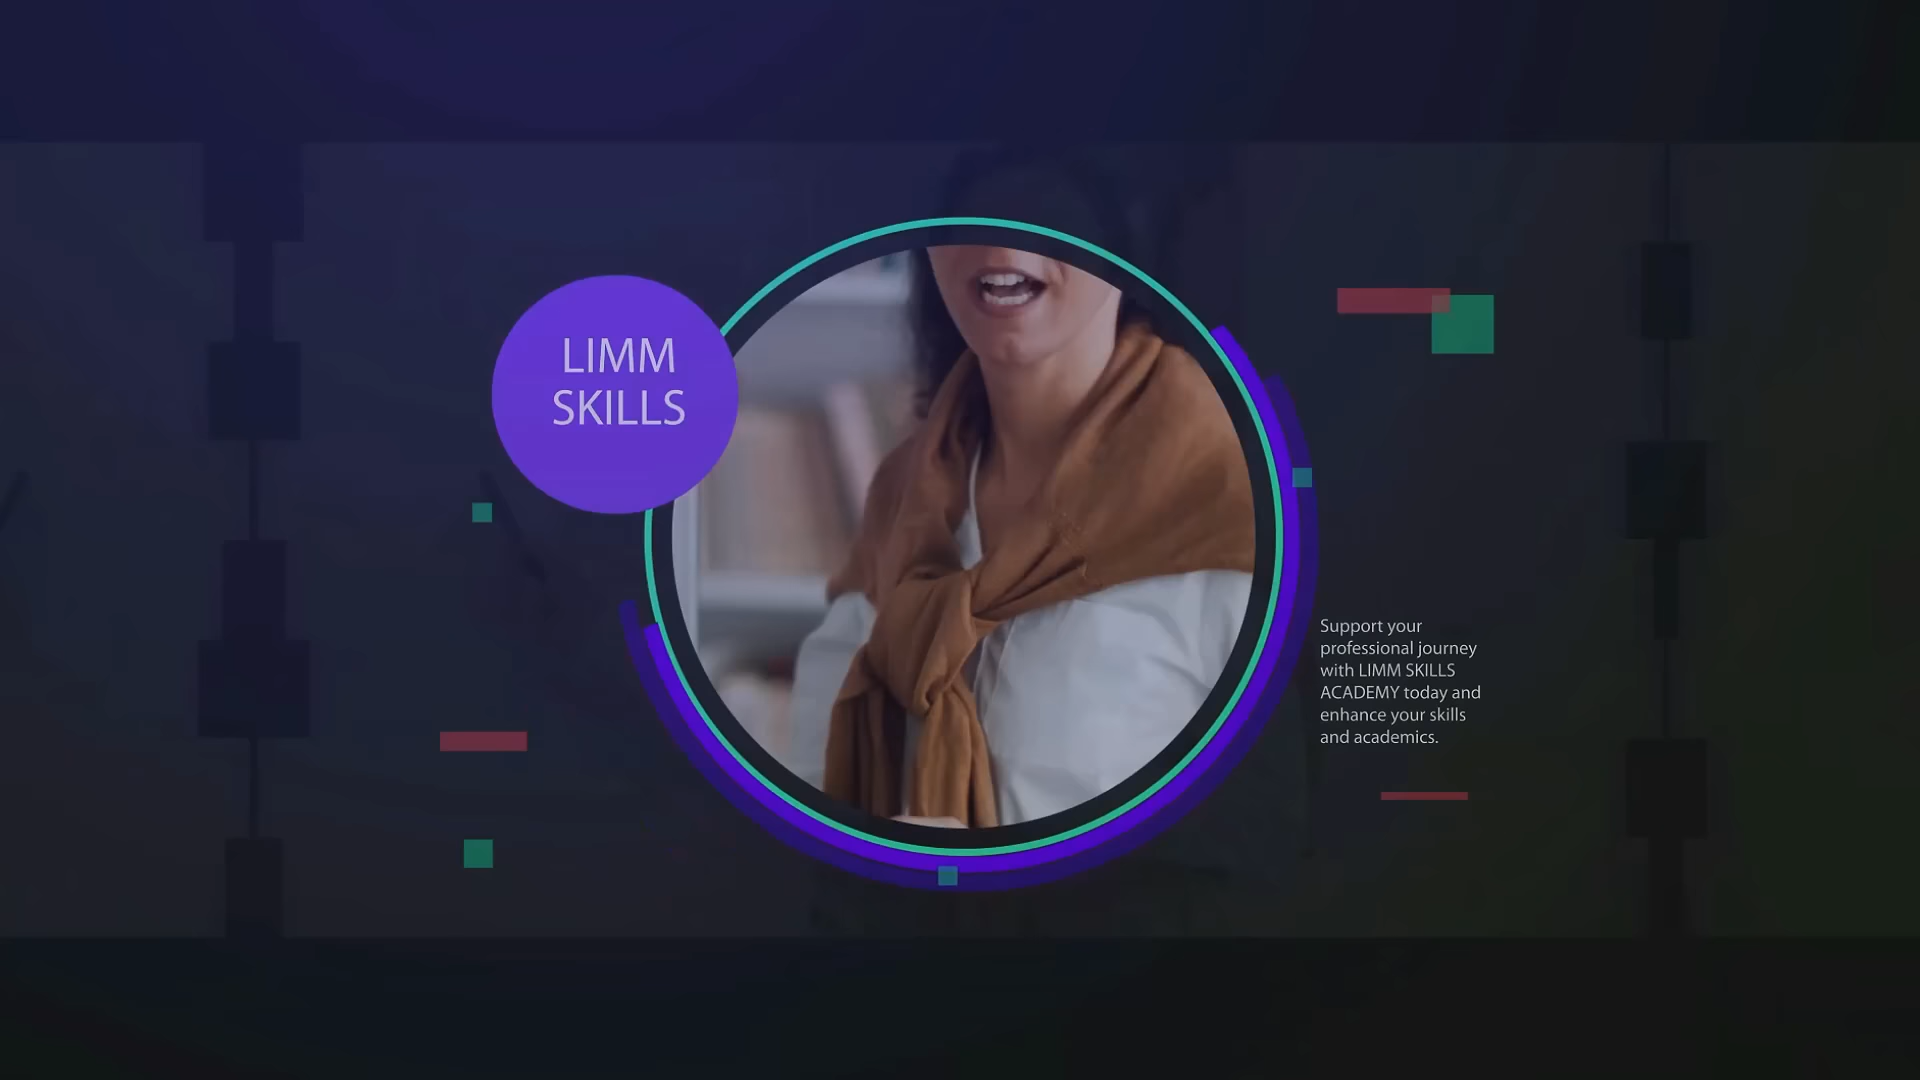 LIMM
SKILLS
Support your
professional journey
with LIMM SKILLS
ACADEMY today and
enhance your skills
and academics.